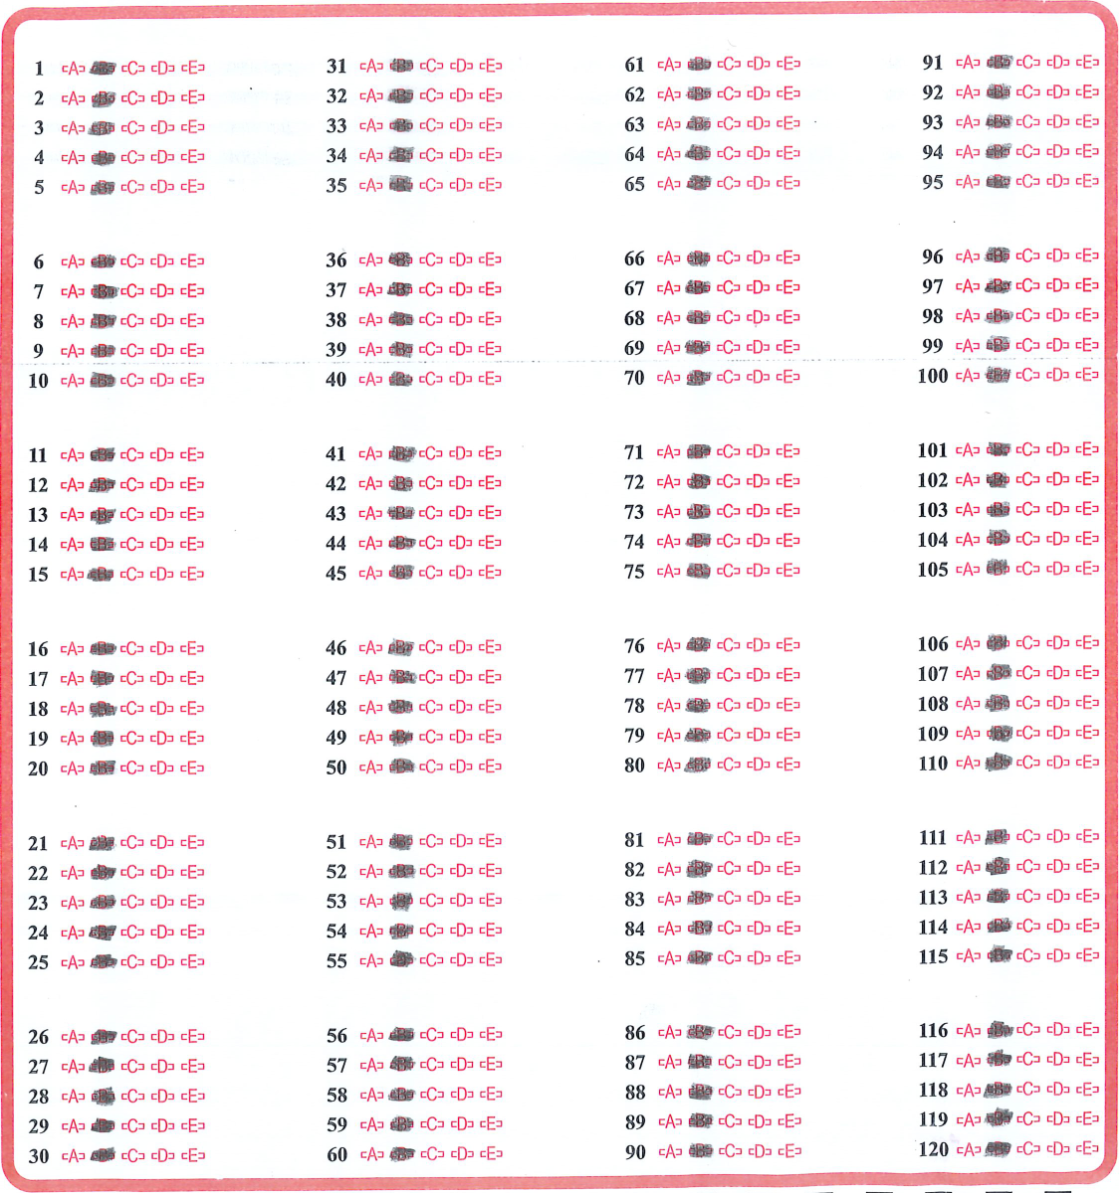 1 [A] [B] [C] [D] [E]
2 [A] [B] [C] [D] [E]
3 [A] [B] [C] [D] [E]
4 [A] [B] [C] [D] [E]
5 [A] [B] [C] [D] [E]
6 [A] [B] [C] [D] [E]
7 [A] [B] [C] [D] [E]
8 [A] [B] [C] [D] [E]
9 [A] [B] [C] [D] [E]
10 [A] [B] [C] [D] [E]
11 [A] [B] [C] [D] [E]
12 [A] [B] [C] [D] [E]
13 [A] [B] [C] [D] [E]
14 [A] [B] [C] [D] [E]
15 [A] [B] [C] [D] [E]
16 [A] [B] [C] [D] [E]
17 [A] [B] [C] [D] [E]
18 [A] [B] [C] [D] [E]
19 [A] [B] [C] [D] [E]
20 [A] [B] [C] [D] [E]
21 [A] [B] [C] [D] [E]
22 [A] [B] [C] [D] [E]
23 [A] [B] [C] [D] [E]
24 [A] [B] [C] [D] [E]
25 [A] [B] [C] [D] [E]
26 [A] [B] [C] [D] [E]
27 [A] [B] [C] [D] [E]
28 [A] [B] [C] [D] [E]
29 [A] [B] [C] [D] [E]
30 [A] [B] [C] [D] [E]
31 [A] [B] [C] [D] [E]
32 [A] [B] [C] [D] [E]
33 [A] [B] [C] [D] [E]
34 [A] [B] [C] [D] [E]
35 [A] [B] [C] [D] [E]
36 [A] [B] [C] [D] [E]
37 [A] [B] [C] [D] [E]
38 [A] [B] [C] [D] [E]
39 [A] [B] [C] [D] [E]
40 [A] [B] [C] [D] [E]
41 [A] [B] [C] [D] [E]
42 [A] [B] [C] [D] [E]
43 [A] [B] [C] [D] [E]
44 [A] [B] [C] [D] [E]
45 [A] [B] [C] [D] [E]
46 [A] [B] [C] [D] [E]
47 [A] [B] [C] [D] [E]
48 [A] [B] [C] [D] [E]
49 [A] [B] [C] [D] [E]
50 [A] [B] [C] [D] [E]
51 [A] [B] [C] [D] [E]
52 [A] [B] [C] [D] [E]
53 [A] [B] [C] [D] [E]
54 [A] [B] [C] [D] [E]
55 [A] [B] [C] [D] [E]
56 [A] [B] [C] [D] [E]
57 [A] [B] [C] [D] [E]
58 [A] [B] [C] [D] [E]
59 [A] [B] [C] [D] [E]
60 [A] [B] [C] [D] [E]
61 [A] [B] [C] [D] [E]
62 [A] [B] [C] [D] [E]
63 [A] [B] [C] [D] [E]
64 [A] [B] [C] [D] [E]
65 [A] [B] [C] [D] [E]
66 [A] [B] [C] [D] [E]
67 [A] [B] [C] [D] [E]
68 [A] [B] [C] [D] [E]
69 [A] [B] [C] [D] [E]
70 [A] [B] [C] [D] [E]
71 [A] [B] [C] [D] [E]
72 [A] [B] [C] [D] [E]
73 [A] [B] [C] [D] [E]
74 [A] [B] [C] [D] [E]
75 [A] [B] [C] [D] [E]
76 [A] [B] [C] [D] [E]
77 [A] [B] [C] [D] [E]
78 [A] [B] [C] [D] [E]
79 [A] [B] [C] [D] [E]
80 [A] [B] [C] [D] [E]
81 [A] [B] [C] [D] [E]
82 [A] [B] [C] [D] [E]
83 [A] [B] [C] [D] [E]
84 [A] [B] [C] [D] [E]
85 [A] [B] [C] [D] [E]
86 [A] [B] [C] [D] [E]
87 [A] [B] [C] [D] [E]
88 [A] [B] [C] [D] [E]
89 [A] [B] [C] [D] [E]
90 [A] [B] [C] [D] [E]
91 [A] [B] [C] [D] [E]
92 [A] [B] [C] [D] [E]
93 [A] [B] [C] [D] [E]
94 [A] [B] [C] [D] [E]
95 [A] [B] [C] [D] [E]
96 [A] [B] [C] [D] [E]
97 [A] [B] [C] [D] [E]
98 [A] [B] [C] [D] [E]
99 [A] [B] [C] [D] [E]
100 [A] [B] [C] [D] [E]
101 [A] [B] [C] [D] [E]
102 [A] [B] [C] [D] [E]
103 [A] [B] [C] [D] [E]
104 [A] [B] [C] [D] [E]
105 [A] [B] [C] [D] [E]
106 [A] [B] [C] [D] [E]
107 [A] [B] [C] [D] [E]
108 [A] [B] [C] [D] [E]
109 [A] [B] [C] [D] [E]
110 [A] [B] [C] [D] [E]
111 [A] [B] [C] [D] [E]
112 [A] [B] [C] [D] [E]
113 [A] [B] [C] [D] [E]
114 [A] [B] [C] [D] [E]
115 [A] [B] [C] [D] [E]
116 [A] [B] [C] [D] [E]
117 [A] [B] [C] [D] [E]
118 [A] [B] [C] [D] [E]
119 [A] [B] [C] [D] [E]
120 [A] [B] [C] [D] [E]